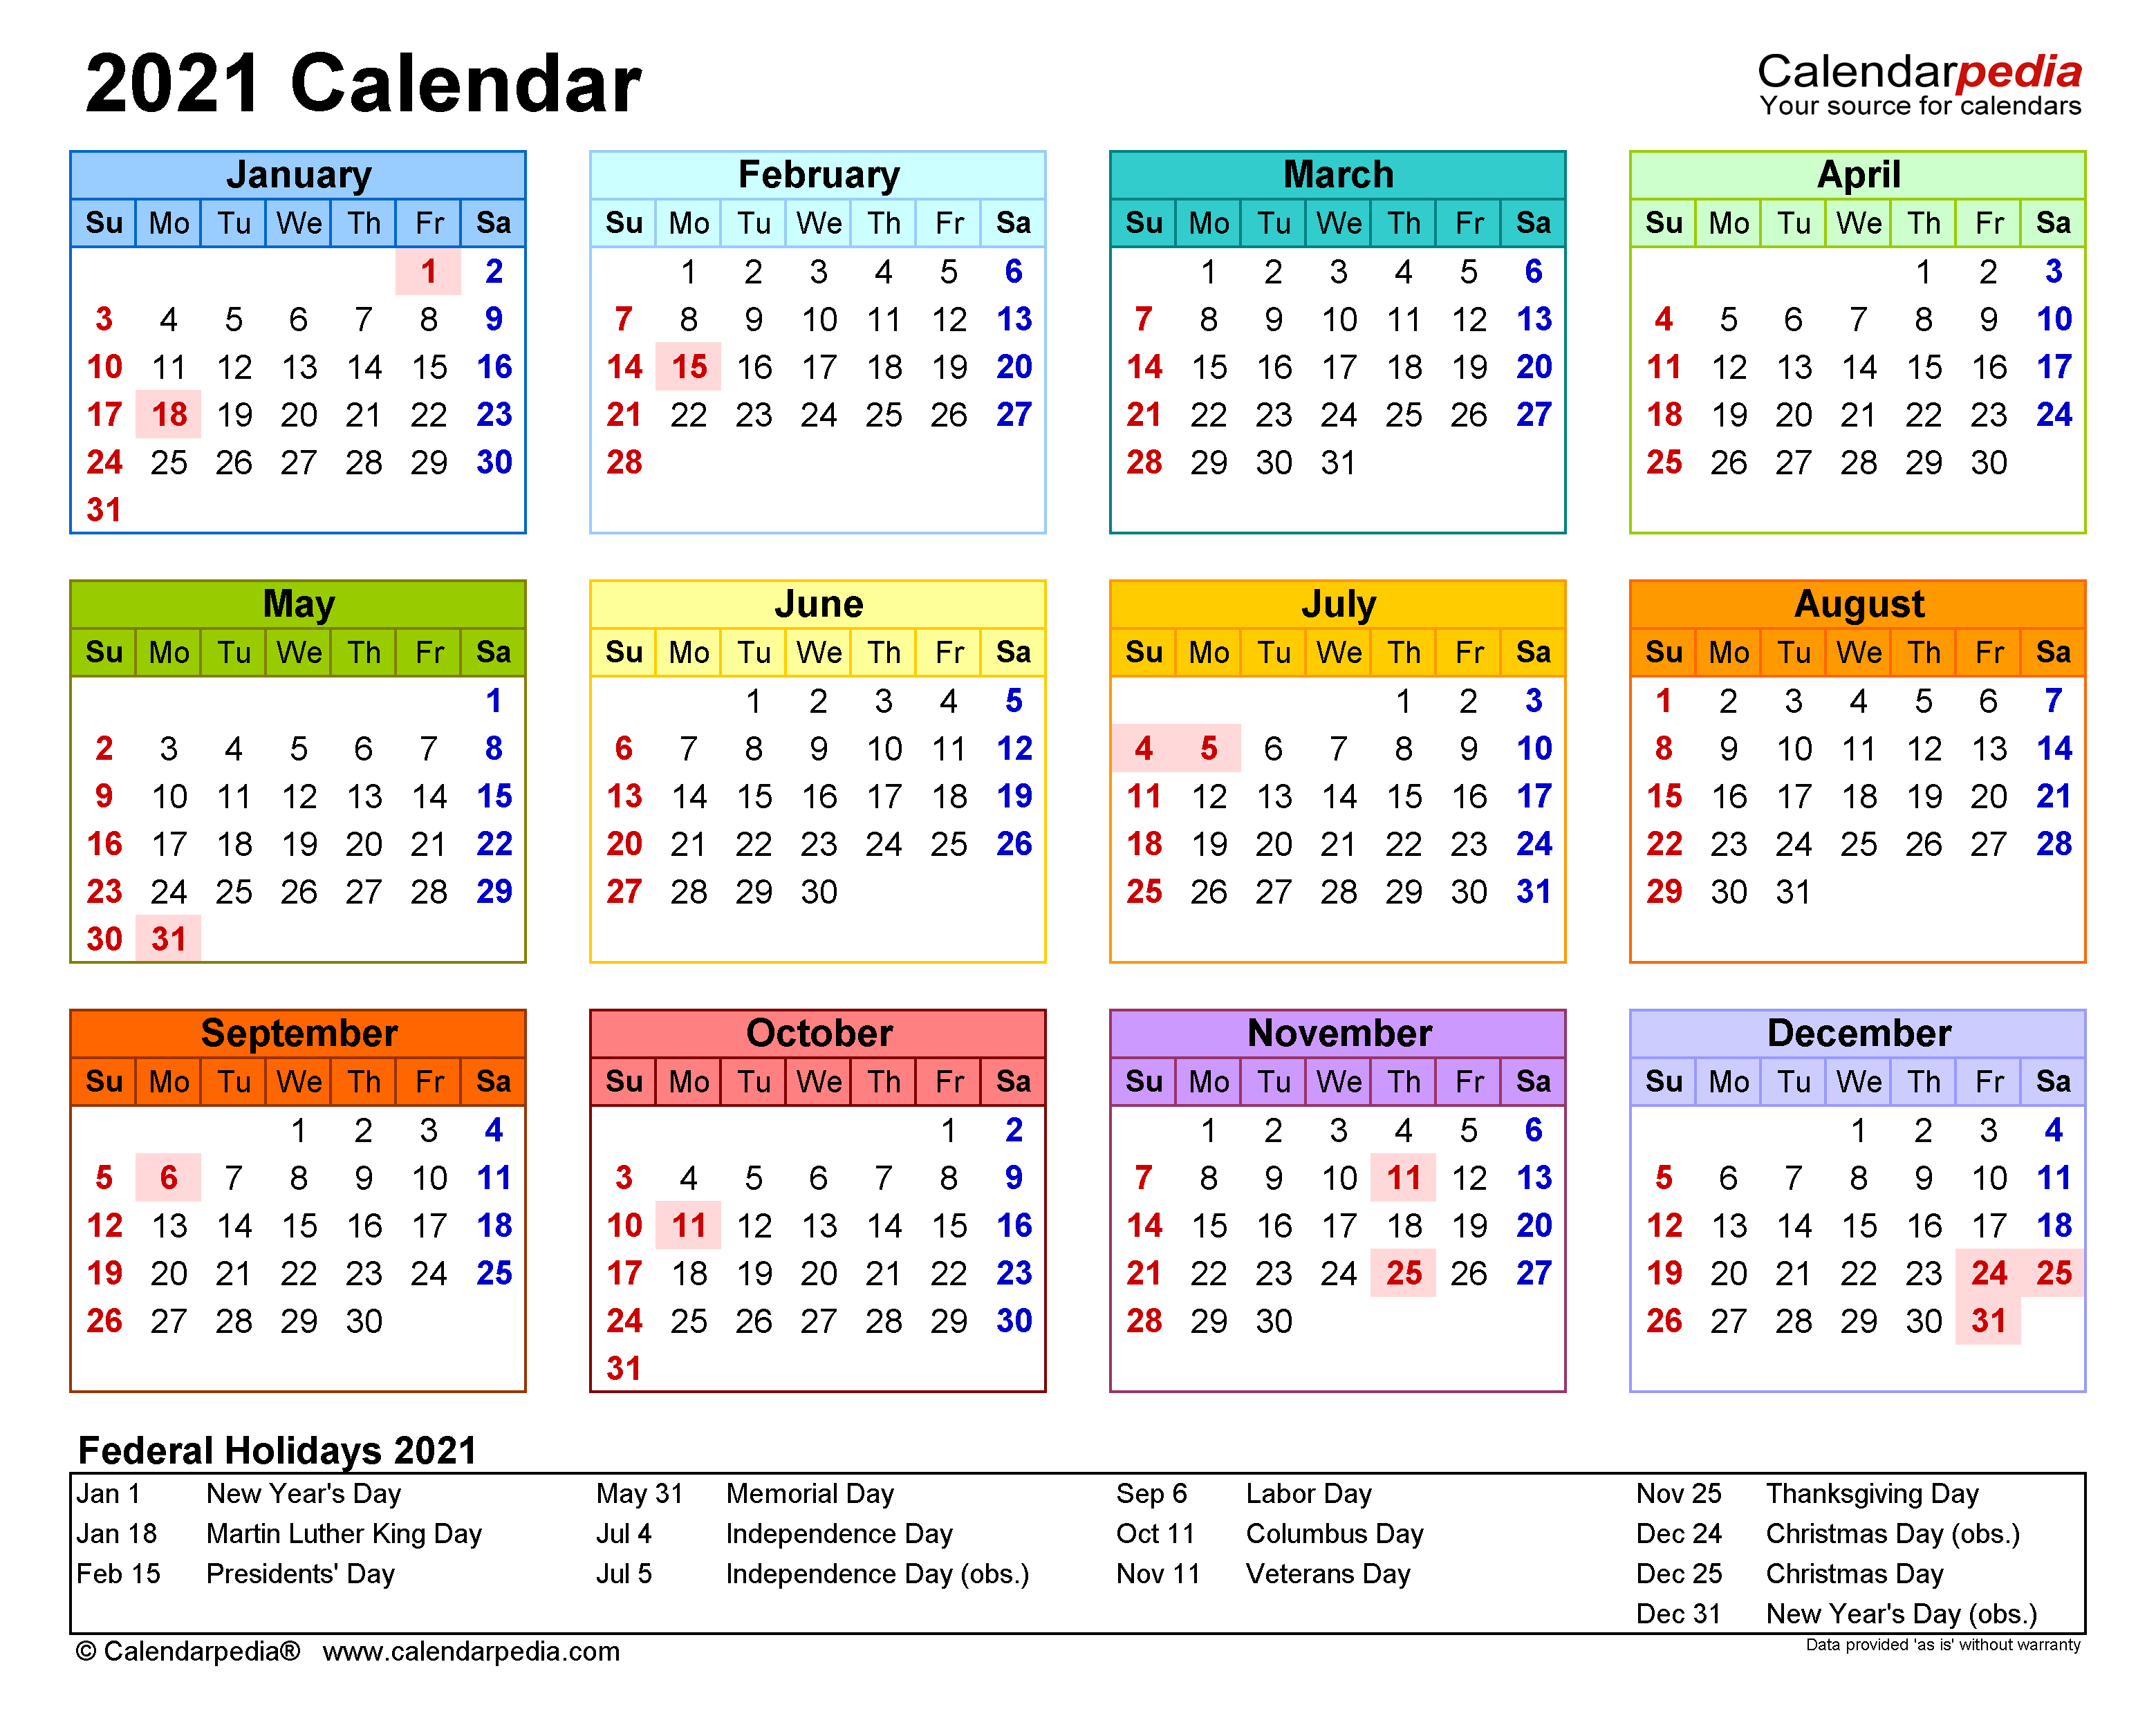 2021 Calendar
Calendarpedia
Your source for calendars
January
Su Mo Tu We Th Fr Sa
1 2
3 4 5 6 7 8 9
10 11 12 13 14 15 16
17 18 19 20 21 22 23
24 25 26 27 28 29 30
31
February
Su Mo Tu We Th Fr Sa
1 2 3 4 5 6
7 8 9 10 11 12 13
14 15 16 17 18 19 20
21 22 23 24 25 26 27
28
March
Su Mo Tu We Th Fr Sa
1 2 3 4 5 6
7 8 9 10 11 12 13
14 15 16 17 18 19 20
21 22 23 24 25 26 27
28 29 30 31
April
Su Mo Tu We Th Fr Sa
1 2 3
4 5 6 7 8 9 10
11 12 13 14 15 16 17
18 19 20 21 22 23 24
25 26 27 28 29 30
May
Su Mo Tu We Th Fr Sa
1
2 3 4 5 6 7 8
9 10 11 12 13 14 15
16 17 18 19 20 21 22
23 24 25 26 27 28 29
30 31
June
Su Mo Tu We Th Fr Sa
1 2 3 4 5
6 7 8 9 10 11 12
13 14 15 16 17 18 19
20 21 22 23 24 25 26
27 28 29 30
July
Su Mo Tu We Th Fr Sa
1 2 3
4 5 6 7 8 9 10
11 12 13 14 15 16 17
18 19 20 21 22 23 24
25 26 27 28 29 30 31
August
Su Mo Tu We Th Fr Sa
1 2 3 4 5 6 7
8 9 10 11 12 13 14
15 16 17 18 19 20 21
22 23 24 25 26 27 28
29 30 31
September
Su Mo Tu We Th Fr Sa
1 2 3 4
5 6 7 8 9 10 11
12 13 14 15 16 17 18
19 20 21 22 23 24 25
26 27 28 29 30
October
Su Mo Tu We Th Fr Sa
1 2
3 4 5 6 7 8 9
10 11 12 13 14 15 16
17 18 19 20 21 22 23
24 25 26 27 28 29 30
31
November
Su Mo Tu We Th Fr Sa
1 2 3 4 5 6
7 8 9 10 11 12 13
14 15 16 17 18 19 20
21 22 23 24 25 26 27
28 29 30
December
Su Mo Tu We Th Fr Sa
1 2 3 4
5 6 7 8 9 10 11
12 13 14 15 16 17 18
19 20 21 22 23 24 25
26 27 28 29 30 31
Federal Holidays 2021
Jan 1 New Year's Day
Jan 18 Martin Luther King Day
Feb 15 Presidents' Day
May 31 Memorial Day
Jul 4 Independence Day
Jul 5 Independence Day (obs.)
Sep 6 Labor Day
Oct 11 Columbus Day
Nov 11 Veterans Day
Nov 25 Thanksgiving Day
Dec 24 Christmas Day (obs.)
Dec 25 Christmas Day
Dec 31 New Year's Day (obs.)
© Calendarpedia® www.calendarpedia.com
Data provided 'as is' without warranty